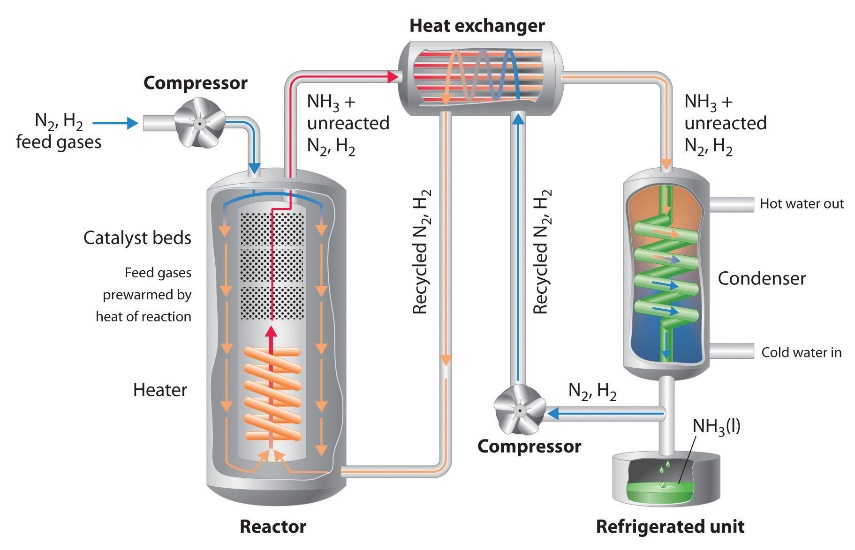 Heat exchanger
Compressor
N₂, H₂
feed gases
NH₃ +
unreacted
N₂, H₂
NH₃ +
unreacted
N₂, H₂
Catalyst beds
Feed gases
prewarmed by
heat of reaction
Heater
Reactor
Recycled N₂, H₂
Recycled N₂, H₂
Hot water out
Condenser
Cold water in
N₂, H₂
Compressor
NH₃(l)
Refrigerated unit